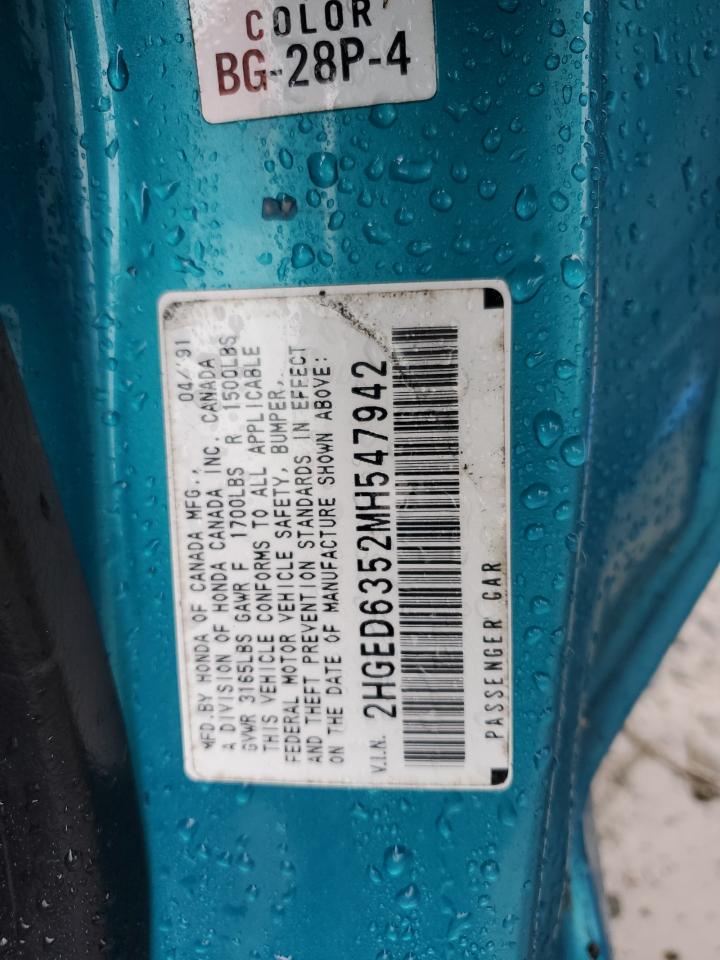 COLOR
BG-28P-4
MFD.BY HONDA OF CANADA MFG., 04/'91
A DIVISION OF HONDA CANADA INC. CANADA
GVWR 3165LBS GAWR F 1700LBS R 1500LBS
THIS VEHICLE CONFORMS TO ALL APPLICABLE
FEDERAL MOTOR VEHICLE SAFETY, BUMPER,
AND THEFT PREVENTION STANDARDS IN EFFECT
ON THE DATE OF MANUFACTURE SHOWN ABOVE:
V.I.N. 2HGED6352MH547942
PASSENGER CAR